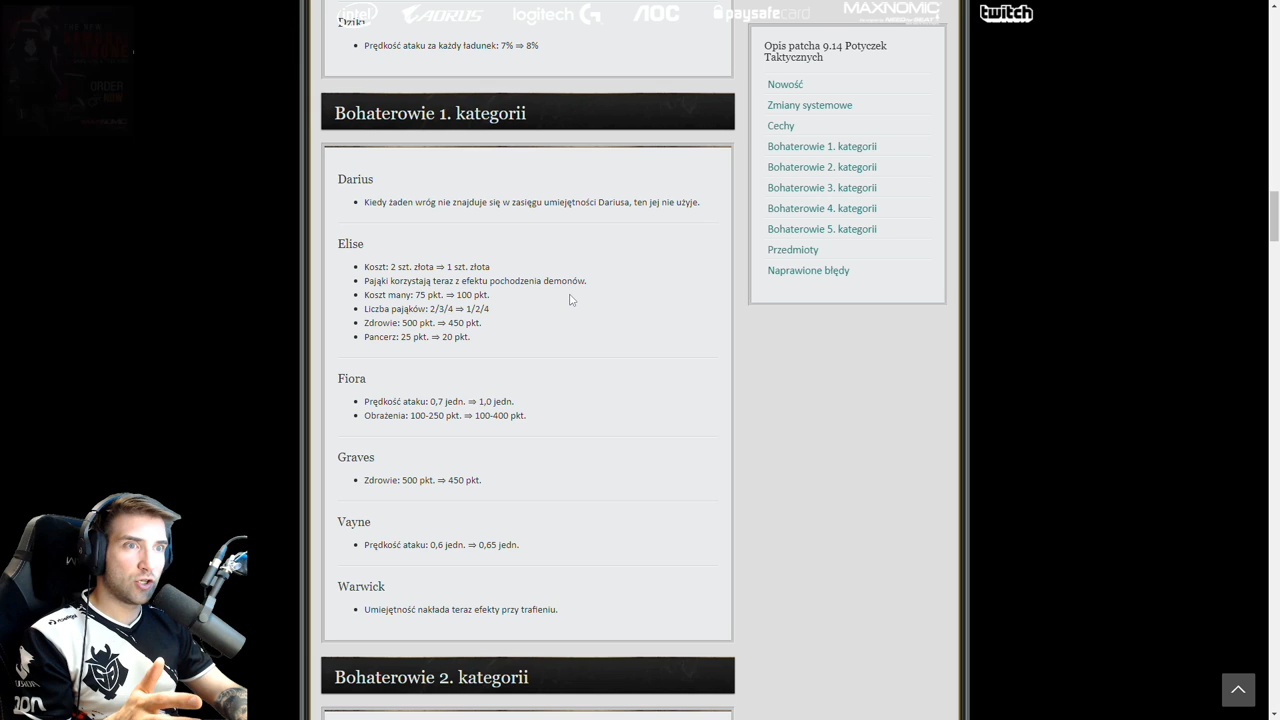 intel
AORUS
logitech G
AOC
paysafecard
MAXNOMIC
twitch
ORDER
Prędkość ataku za każdy ładunek: 7% ⇒ 8%
Bohaterowie 1. kategorii
Darius
Kiedy żaden wróg nie znajduje się w zasięgu umiejętności Dariusa, ten jej nie użyje.
Elise
Koszt: 2 szt. złota ⇒ 1 szt. złota
Pająki korzystają teraz z efektu pochodzenia demonów.
Koszt many: 75 pkt. ⇒ 100 pkt.
Liczba pająków: 2/3/4 ⇒ 1/2/4
Zdrowie: 500 pkt. ⇒ 450 pkt.
Pancerz: 25 pkt. ⇒ 20 pkt.
Fiora
Prędkość ataku: 0,7 jedn. ⇒ 1,0 jedn.
Obrażenia: 100-250 pkt. ⇒ 100-400 pkt.
Graves
Zdrowie: 500 pkt. ⇒ 450 pkt.
Vayne
Prędkość ataku: 0,6 jedn. ⇒ 0,65 jedn.
Warwick
Umiejętność nakłada teraz efekty przy trafieniu.
Bohaterowie 2. kategorii
Opis patcha 9.14 Potyczek
Taktycznych
Nowość
Zmiany systemowe
Cechy
Bohaterowie 1. kategorii
Bohaterowie 2. kategorii
Bohaterowie 3. kategorii
Bohaterowie 4. kategorii
Bohaterowie 5. kategorii
Przedmioty
Naprawione błędy